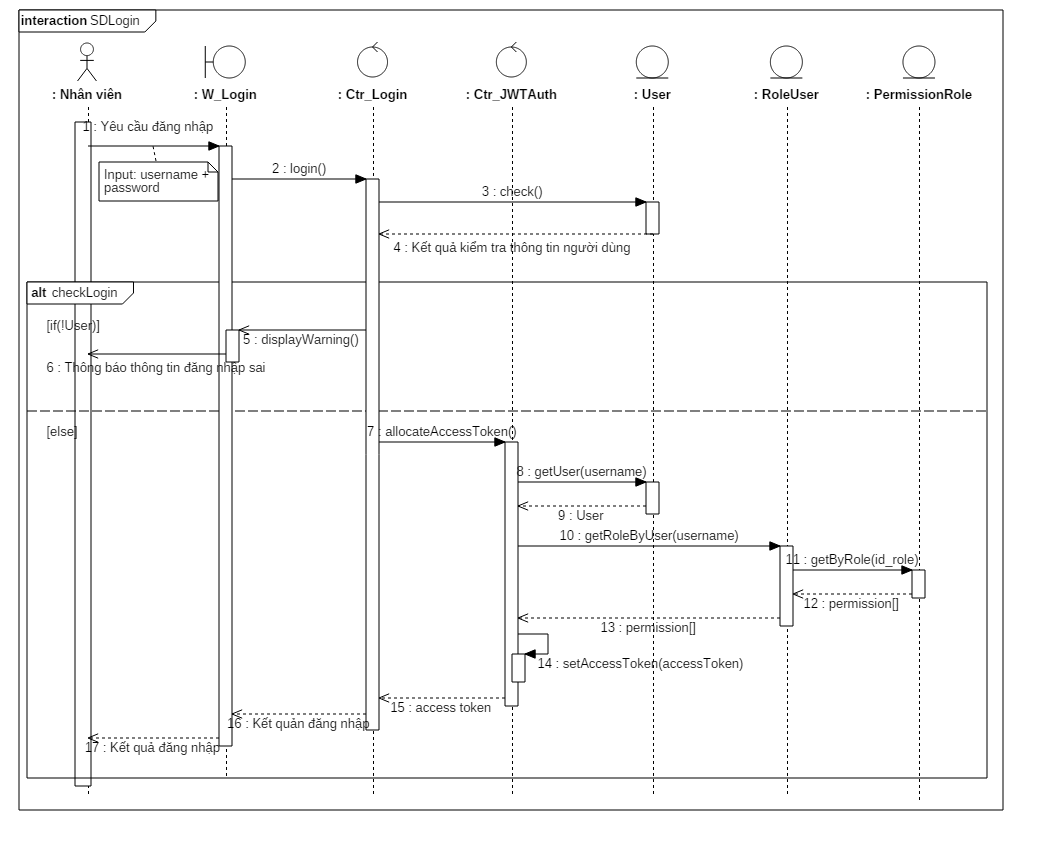 interaction SDLogin
: Nhân viên
: W_Login
: Ctr_Login
: Ctr_JWTAuth
: User
: RoleUser
: PermissionRole
1 : Yêu cầu đăng nhập
Input: username +
password
2 : login()
3 : check()
4 : Kết quả kiểm tra thông tin người dùng
alt checkLogin
[if(!User)]
5 : displayWarning()
6 : Thông báo thông tin đăng nhập sai
[else]
7 : allocateAccessToken()
8 : getUser(username)
9 : User
10 : getRoleByUser(username)
11 : getByRole(id_role)
12 : permission[]
13 : permission[]
14 : setAccessToken(accessToken)
15 : access token
16 : Kết quản đăng nhập
17 : Kết quả đăng nhập